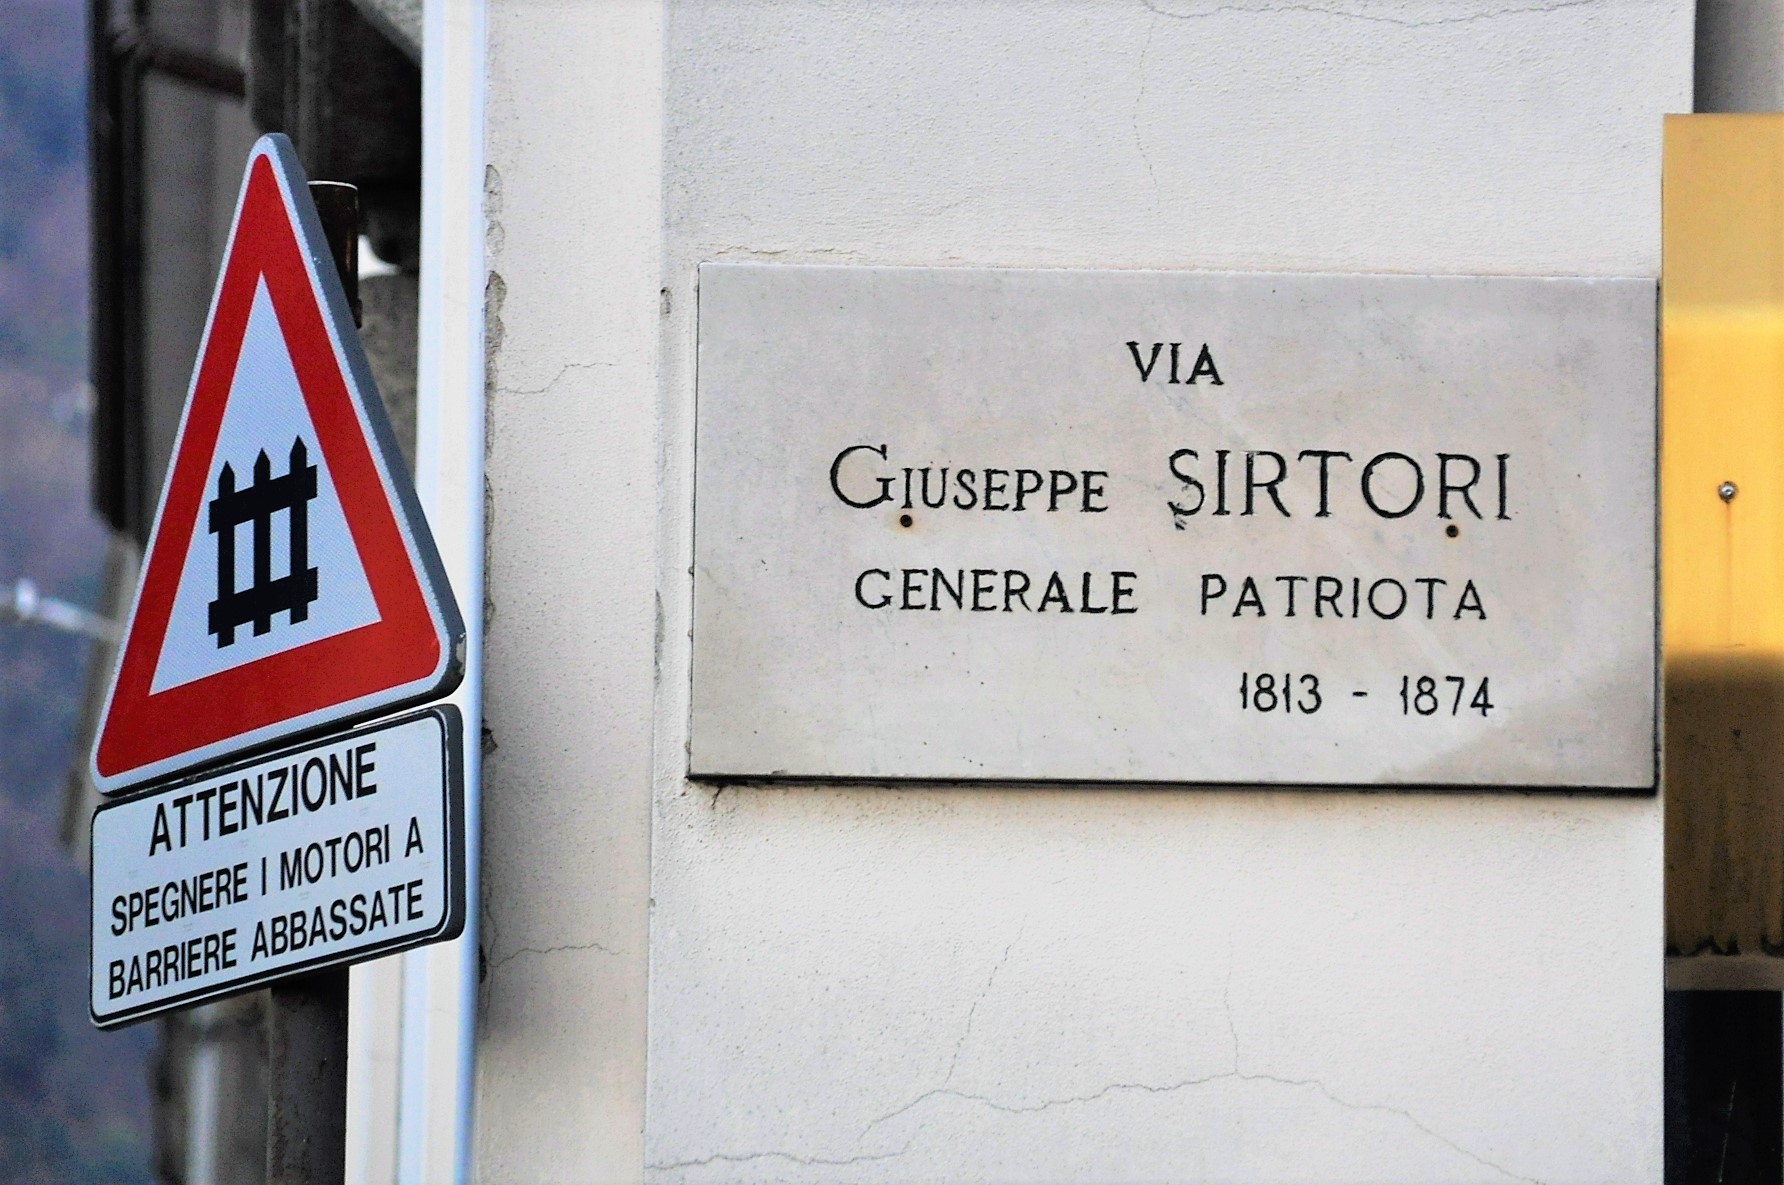 ATTENZIONE
SPEGNERE I MOTORI A
BARRIERE ABBASSATE
VIA
GIUSEPPE SIRTORI
GENERALE PATRIOTA
1813 - 1874